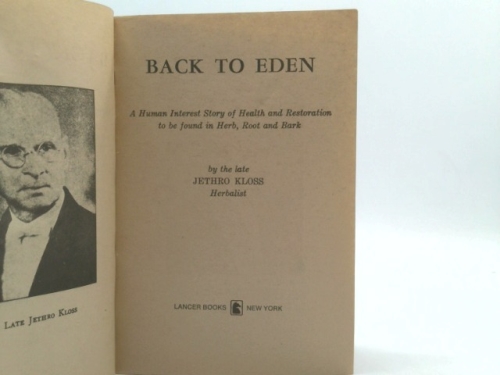 Late Jethro Kloss
BACK TO EDEN
A Human Interest Story of Health and Restoration
to be found in Herb, Root and Bark
by the late
JETHRO KLOSS
Herbalist
LANCER BOOKS NEW YORK